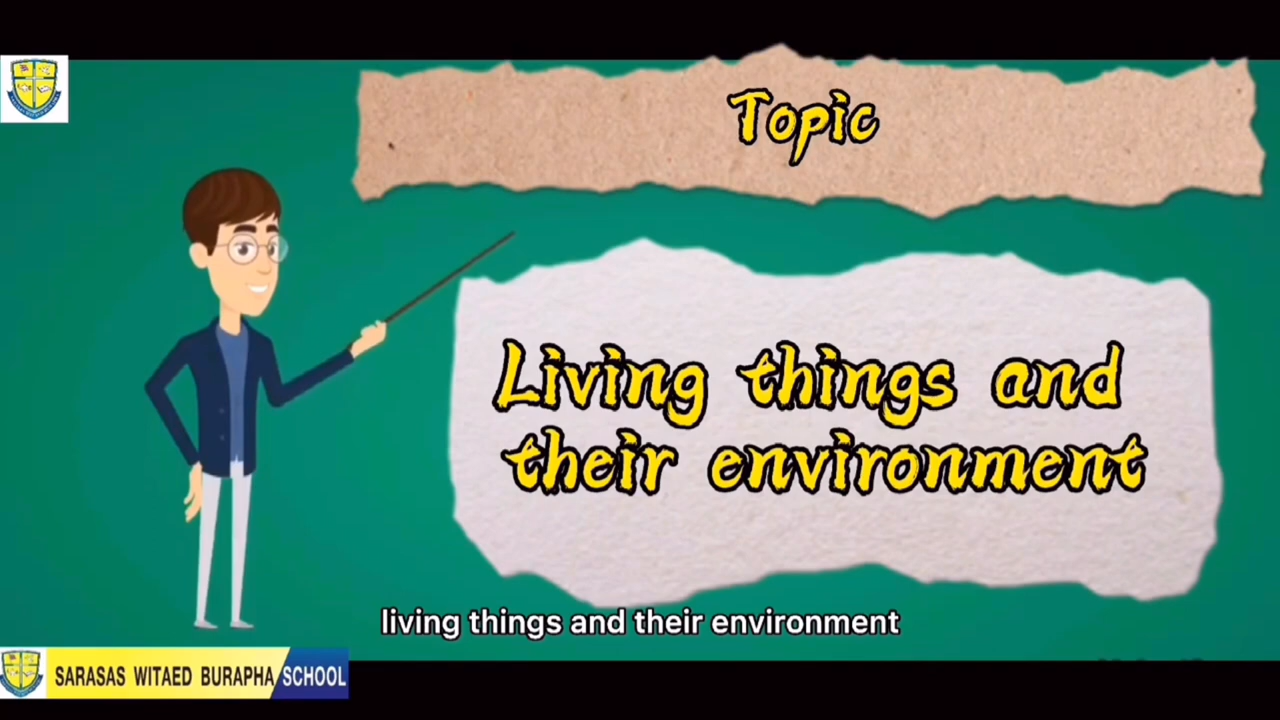 Topic
Living things and
their environment
living things and their environment
SARASAS WITAED BURAPHA SCHOOL